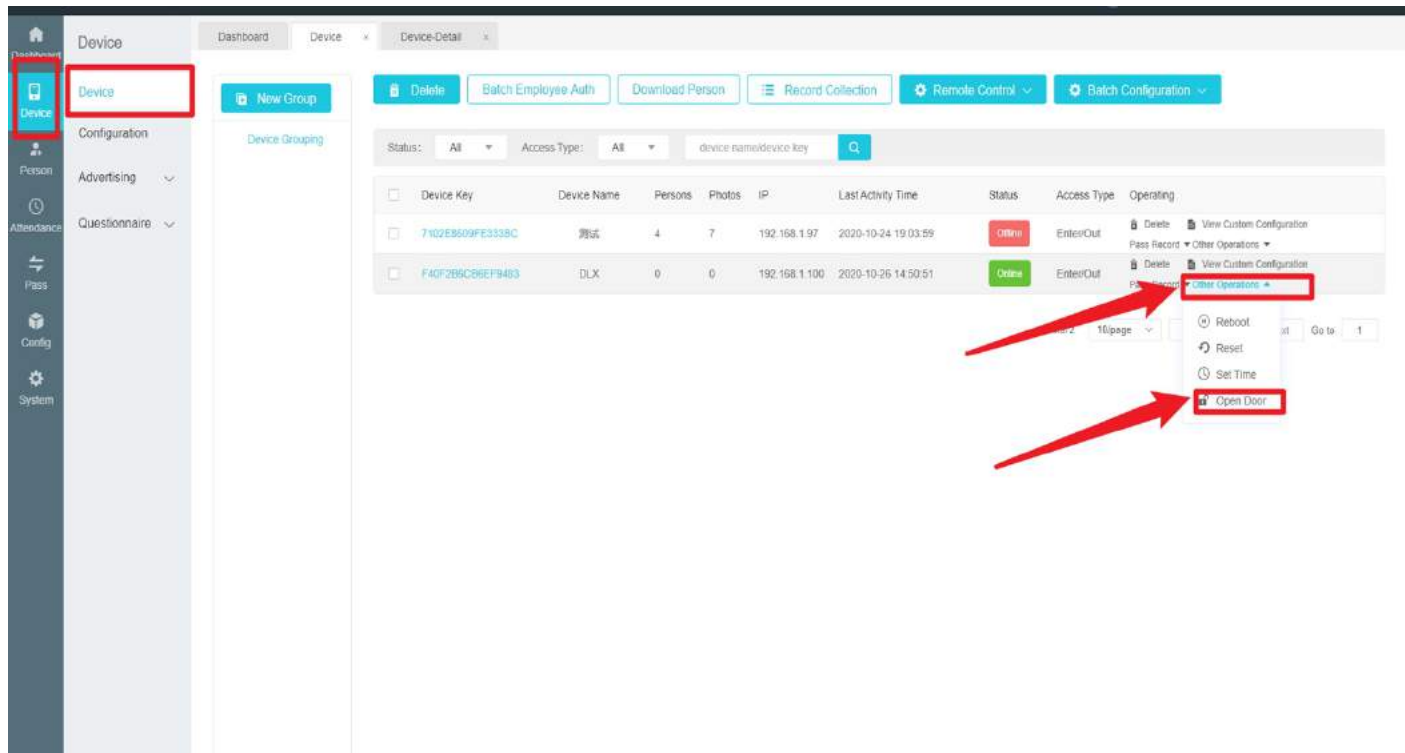 Dashboard
Device
Person
Attendance
Pass
Config
System
Device
Device
Configuration
Advertising
Questionnaire
Dashboard Device × Device-Detail ×
New Group
Device Grouping
Delete Batch Employee Auth Download Person Record Collection Remote Control Batch Configuration
Status: All Access Type: All device name/device key
Device Key Device Name Persons Photos IP Last Activity Time Status Access Type Operating
测试 4 7 192.168.1.97 2020-10-24 19:03:59 Offline Enter/Out Delete View Custom Configuration
Pass Record Other Operations
DLX 0 0 192.168.1.100 2020-10-26 14:50:51 Online Enter/Out Delete View Custom Configuration
Pass Record Other Operations
10/page Go to 1
Reboot
Reset
Set Time
Open Door